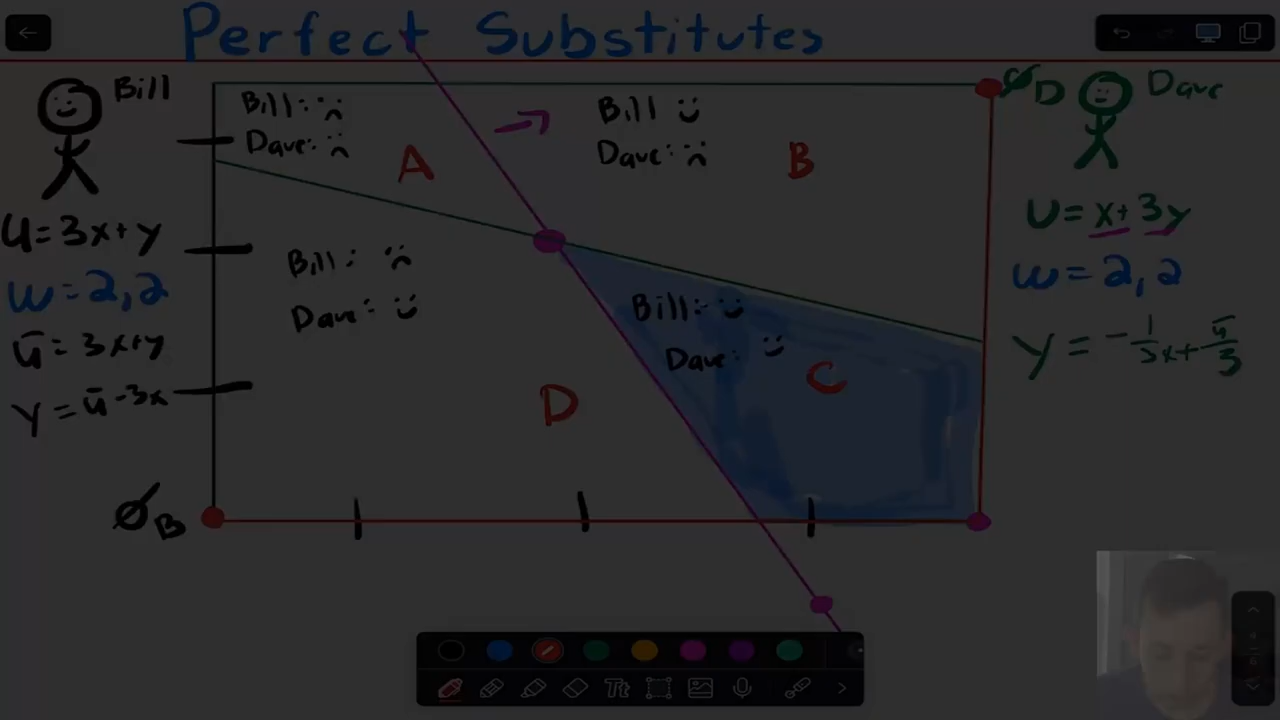 Perfect Substitutes
Bill
U=3x+y
w=2,2
ū=3x+y
y=ū-3x
ØB
Bill:
Dave:
A
Bill
Dave:
B
Bill:
Dave:
D
Bill:
Dave:
C
ØD
Dave
U=x+3y
w=2,2
Tt